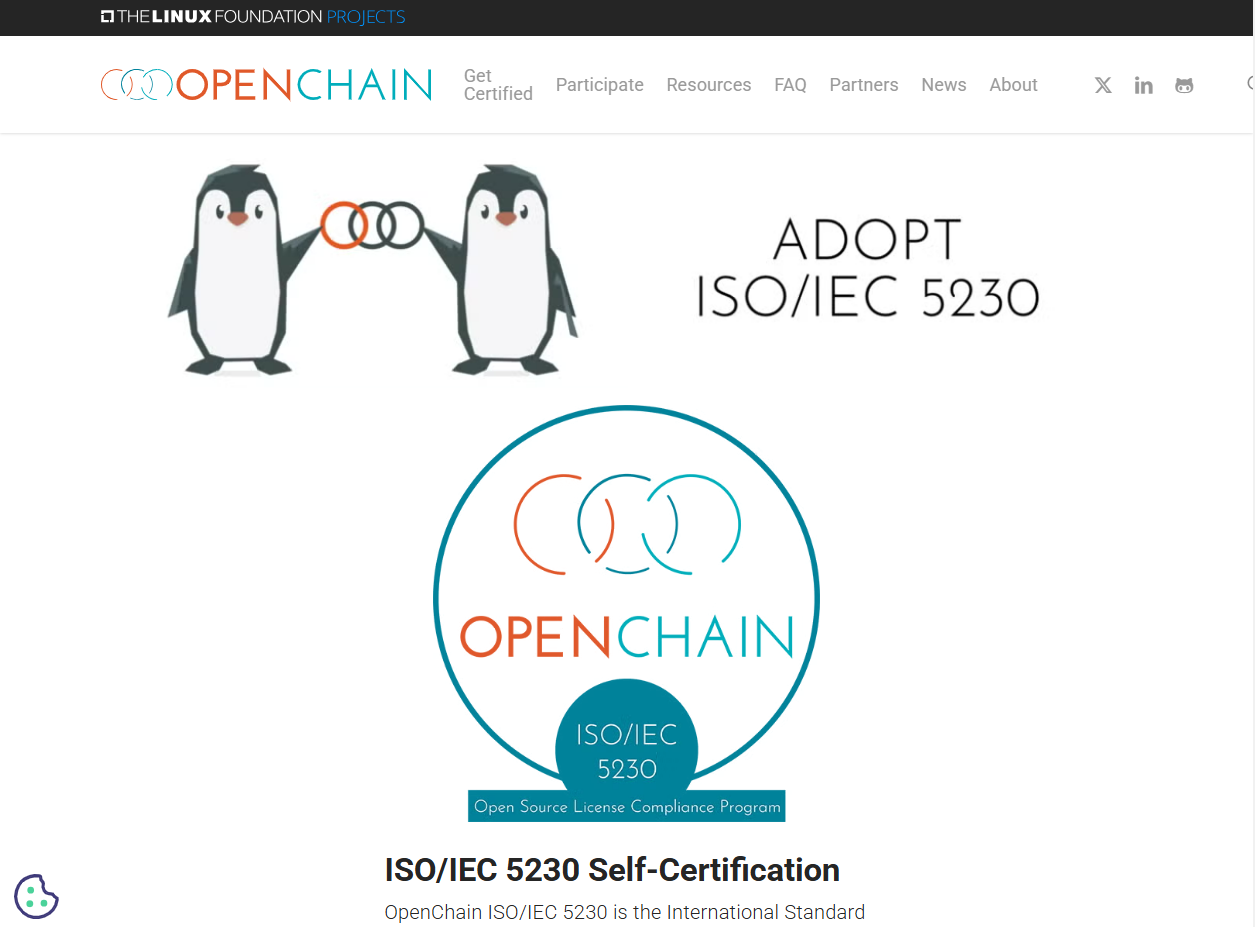 THE LINUX FOUNDATION PROJECTS
OPENCHAIN
Get
Certified
Participate
Resources
FAQ
Partners
News
About
ADOPT
ISO/IEC 5230
OPENCHAIN
ISO/IEC
5230
Open Source License Compliance Program
ISO/IEC 5230 Self-Certification
OpenChain ISO/IEC 5230 is the International Standard